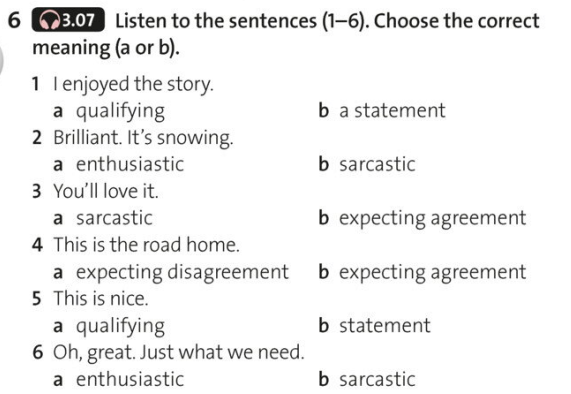 6 3.07 Listen to the sentences (1–6). Choose the correct
meaning (a or b).
1 I enjoyed the story.
a qualifying b a statement
2 Brilliant. It's snowing.
a enthusiastic b sarcastic
3 You'll love it.
a sarcastic b expecting agreement
4 This is the road home.
a expecting disagreement b expecting agreement
5 This is nice.
a qualifying b statement
6 Oh, great. Just what we need.
a enthusiastic b sarcastic